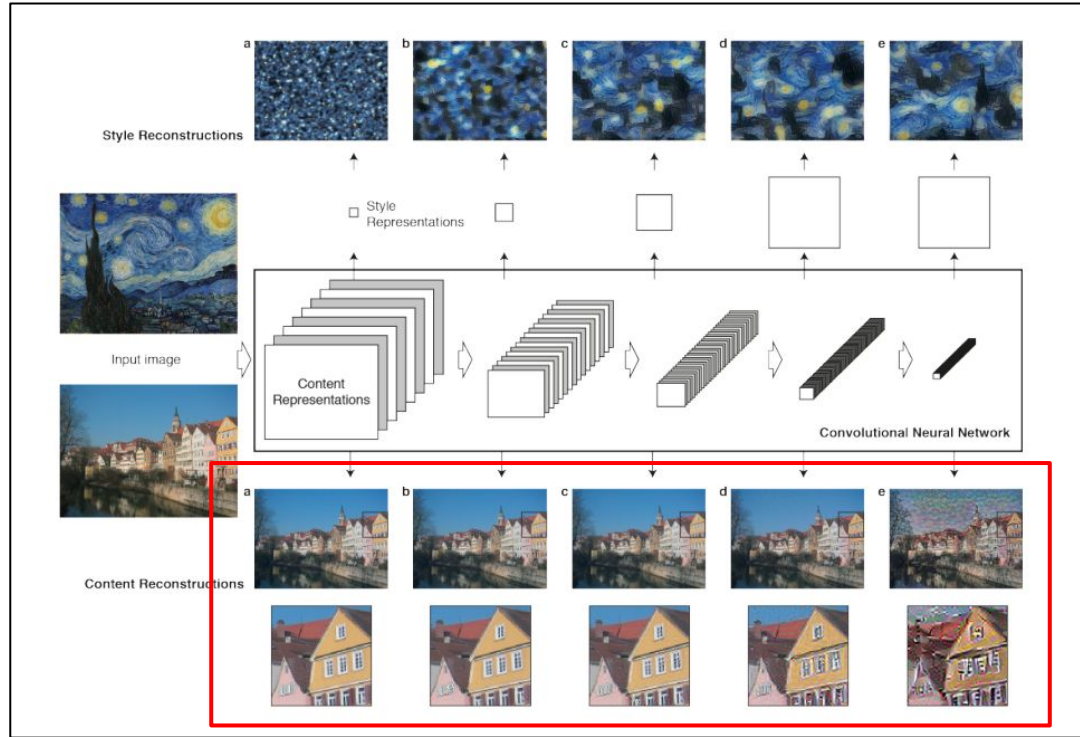 a b c d e
Style Reconstructions
Style
Representations
Input image
Content
Representations
Convolutional Neural Network
a b c d e
Content Reconstructions